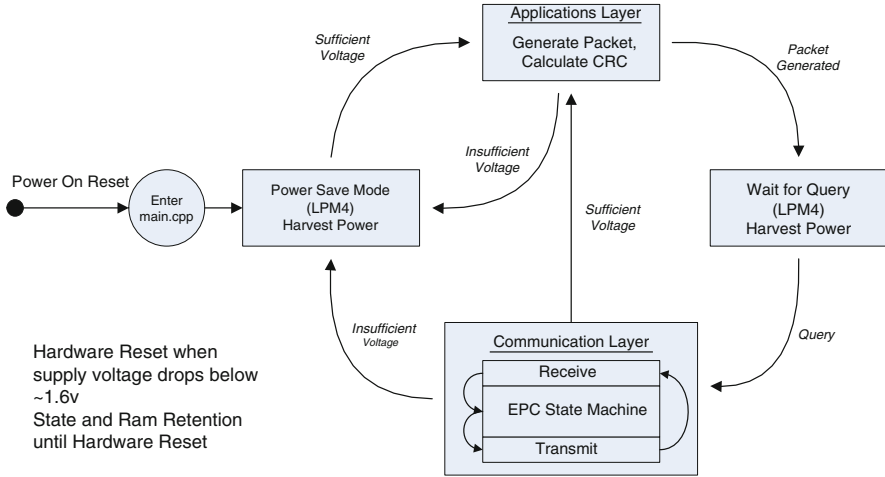 Applications Layer
Generate Packet,
Calculate CRC
Sufficient
Voltage
Packet
Generated
Insufficient
Voltage
Power On Reset
Enter
main.cpp
Power Save Mode
(LPM4)
Harvest Power
Wait for Query
(LPM4)
Harvest Power
Sufficient
Voltage
Insufficient
Voltage
Query
Communication Layer
Receive
EPC State Machine
Transmit
Hardware Reset when
supply voltage drops below
~1.6v
State and Ram Retention
until Hardware Reset